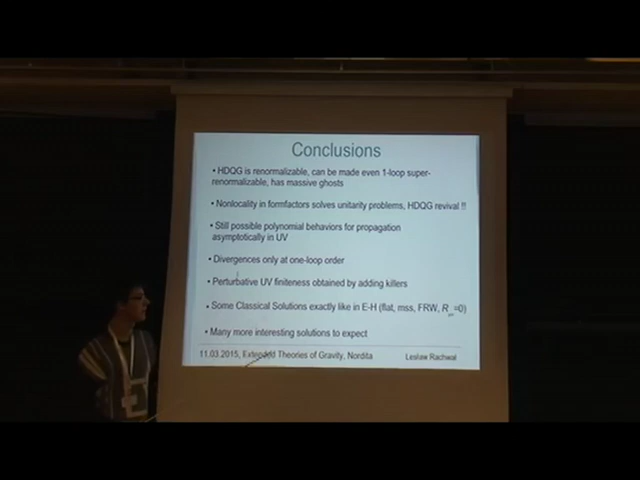 Conclusions
• HDQG is renormalizable, can be made even 1-loop super-
renormalizable, has massive ghosts
• Nonlocality in formfactors solves unitarity problems, HDQG revival !!
• Still possible polynomial behaviors for propagation
asymptotically in UV
• Divergences only at one-loop order
• Perturbative UV finiteness obtained by adding killers
• Some Classical Solutions exactly like in E-H (flat, mss, FRW, R =0)
• Many more interesting solutions to expect
11.03.2015, Extended Theories of Gravity, Nordita Lesław Rachwał